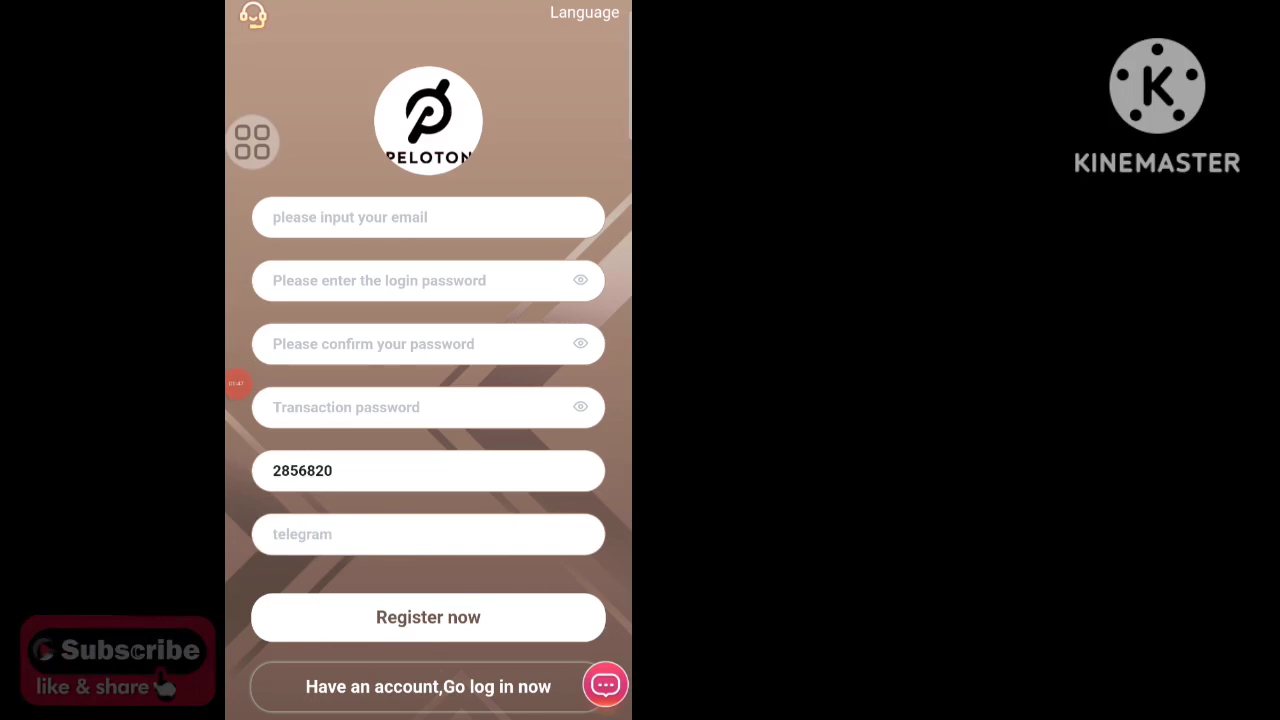 Language
PELOTON
please input your email
Please enter the login password
Please confirm your password
Transaction password
2856820
telegram
Register now
Have an account,Go log in now
KINEMASTER
Subscribe
like & share